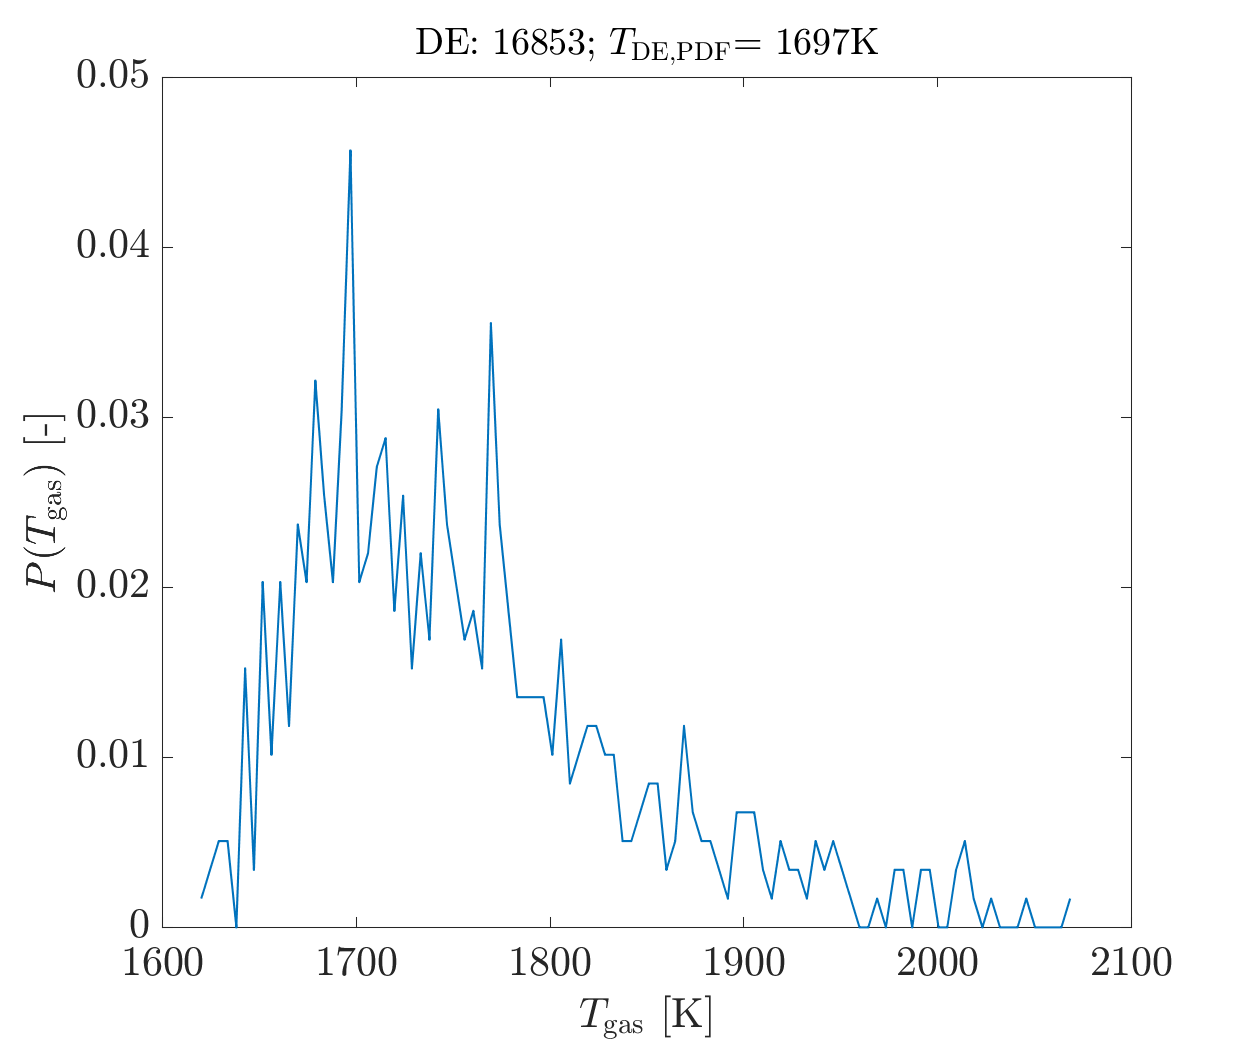 DE: 16853; T_DE,PDF= 1697K
0.05
0.04
0.03
0.02
0.01
0
P(T_gas) [-]
1600 1700 1800 1900 2000 2100
T_gas [K]